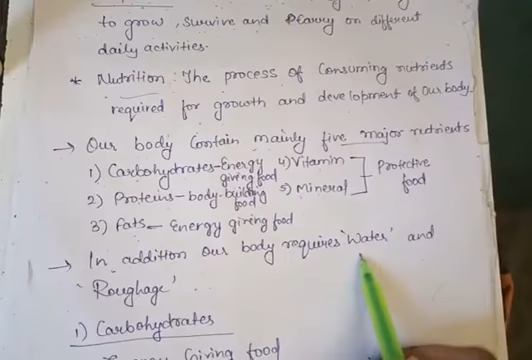 to grow, survive and carry on different
daily activities.
* Nutrition : The process of Consuming nutrients
required for growth and development of Our body.
→ Our body Contain mainly five major nutrients
1) Carbohydrates-Energy giving food
2) Proteins-body-building food
3) Fats - Energy giving food
4) Vitamin
5) Mineral
Protective food
→ In addition Our body requires 'Water' and
'Roughage'.
1) Carbohydrates
Energy Giving food